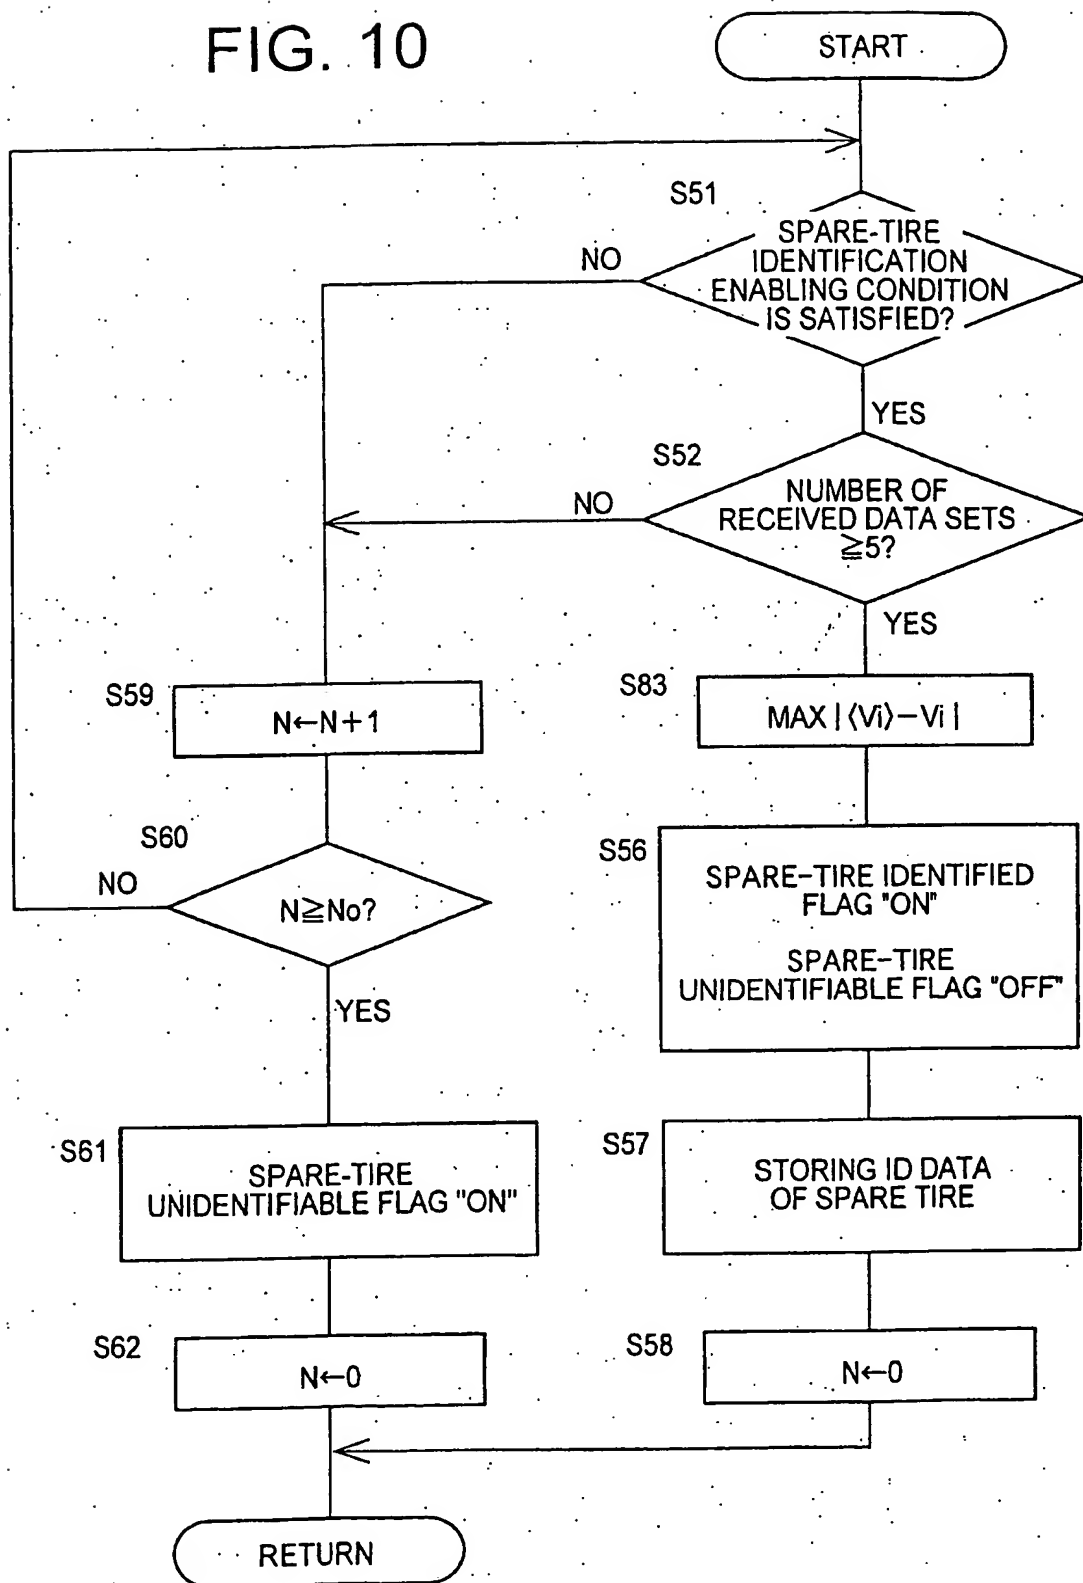 FIG. 10
START
S51
SPARE-TIRE
IDENTIFICATION
ENABLING CONDITION
IS SATISFIED?
NO
YES
S52
NUMBER OF
RECEIVED DATA SETS
≧5?
NO
YES
S59
N←N+1
S83
MAX | ⟨Vi⟩−Vi |
S60
N≧No?
NO
YES
S56
SPARE-TIRE IDENTIFIED
FLAG "ON"
SPARE-TIRE
UNIDENTIFIABLE FLAG "OFF"
S61
SPARE-TIRE
UNIDENTIFIABLE FLAG "ON"
S57
STORING ID DATA
OF SPARE TIRE
S62
N←0
S58
N←0
RETURN